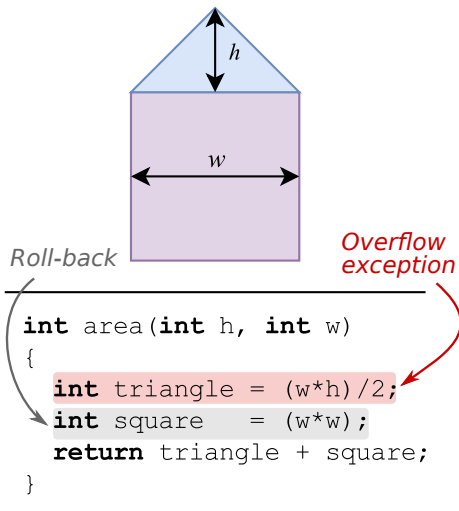 h
w
Roll-back
Overflow
exception
int area(int h, int w)
{
int triangle = (w*h)/2;
int square   = (w*w);
return triangle + square;
}